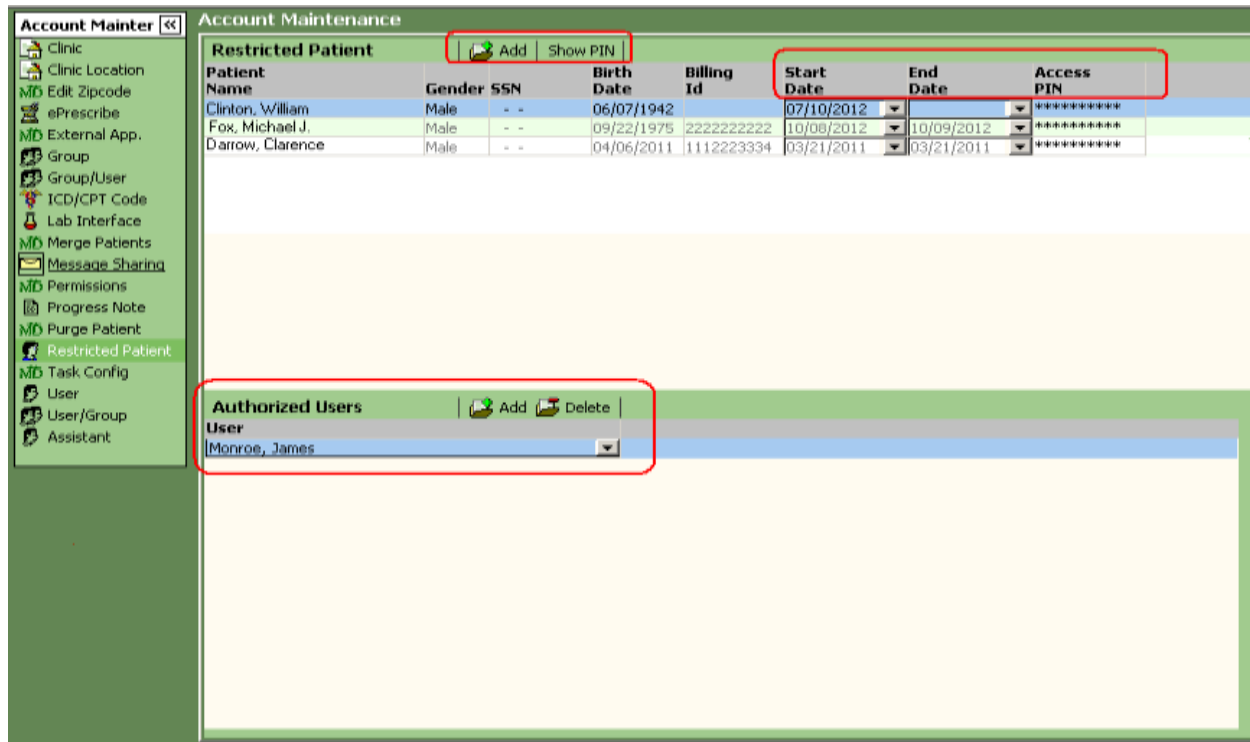 Account Mainter
Clinic
Clinic Location
Edit Zipcode
ePrescribe
External App.
Group
Group/User
ICD/CPT Code
Lab Interface
Merge Patients
Message Sharing
Permissions
Progress Note
Purge Patient
Restricted Patient
Task Config
User
User/Group
Assistant
Account Maintenance
Restricted Patient | Add | Show PIN |
Patient Birth Billing Start End Access
Name Gender SSN Date Id Date Date PIN
Clinton, William Male - - 06/07/1942 07/10/2012 **********
Fox, Michael J. Male 09/22/1975 2222222222 10/08/2012 10/09/2012 **********
Darrow, Clarence Male - - 04/06/2011 1112223334 03/21/2011 03/21/2011 **********
Authorized Users | Add Delete |
User
Monroe, James